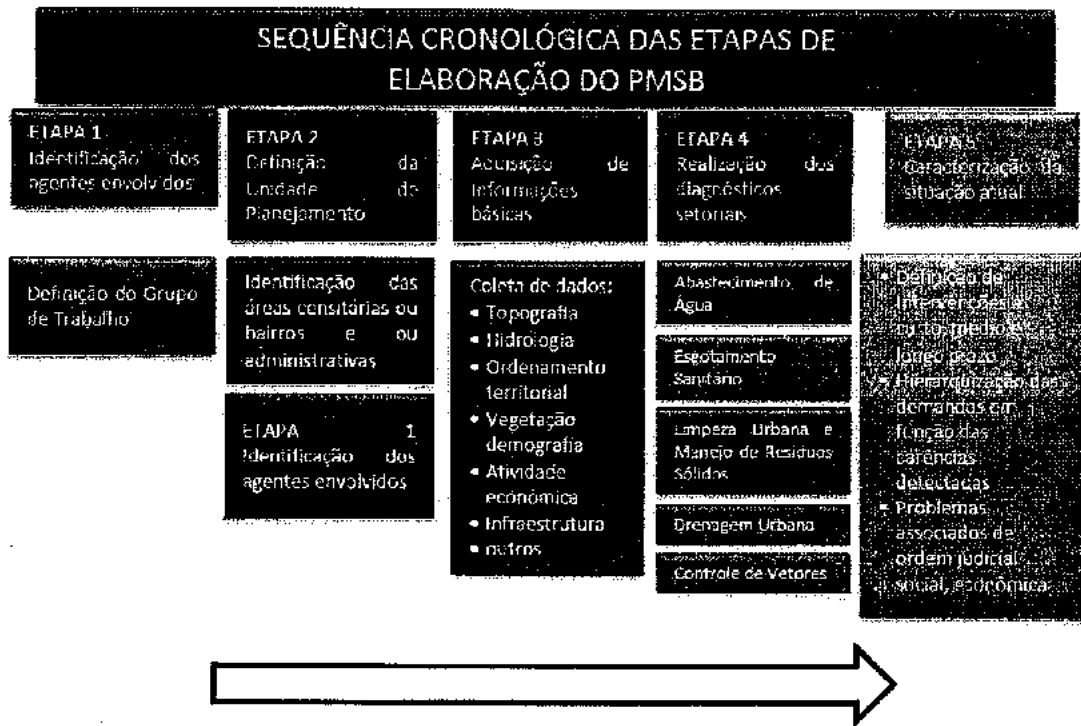 SEQUÊNCIA CRONOLÓGICA DAS ETAPAS DE
ELABORAÇÃO DO PMSB
ETAPA 1
Identificação dos
agentes envolvidos
Definição do Grupo
de Trabalho
ETAPA 2
Definição da
Unidade de
Planejamento
Identificação das
áreas censitárias ou
bairros e ou
administrativas
ETAPA 1
Identificação dos
agentes envolvidos
ETAPA 3
Aquisição de
Informações
básicas
Coleta de dados:
• Topografia
• Hidrologia
• Ordenamento
territorial
• Vegetação
demografia
• Atividade
econômica
• Infraestrutura
• outros
ETAPA 4
Realização dos
diagnósticos
setoriais
Abastecimento de
Água
Esgotamento
Sanitário
Limpeza Urbana e
Manejo de Resíduos
Sólidos
Drenagem Urbana
Controle de Vetores
ETAPA 5
Caracterização da
situação atual
• Definição de
intervenções a
curto, médio e
longo prazo
• Hierarquização das
demandas em
função das
carências
detectadas
• Problemas
associados de
ordem judicial
social, econômica